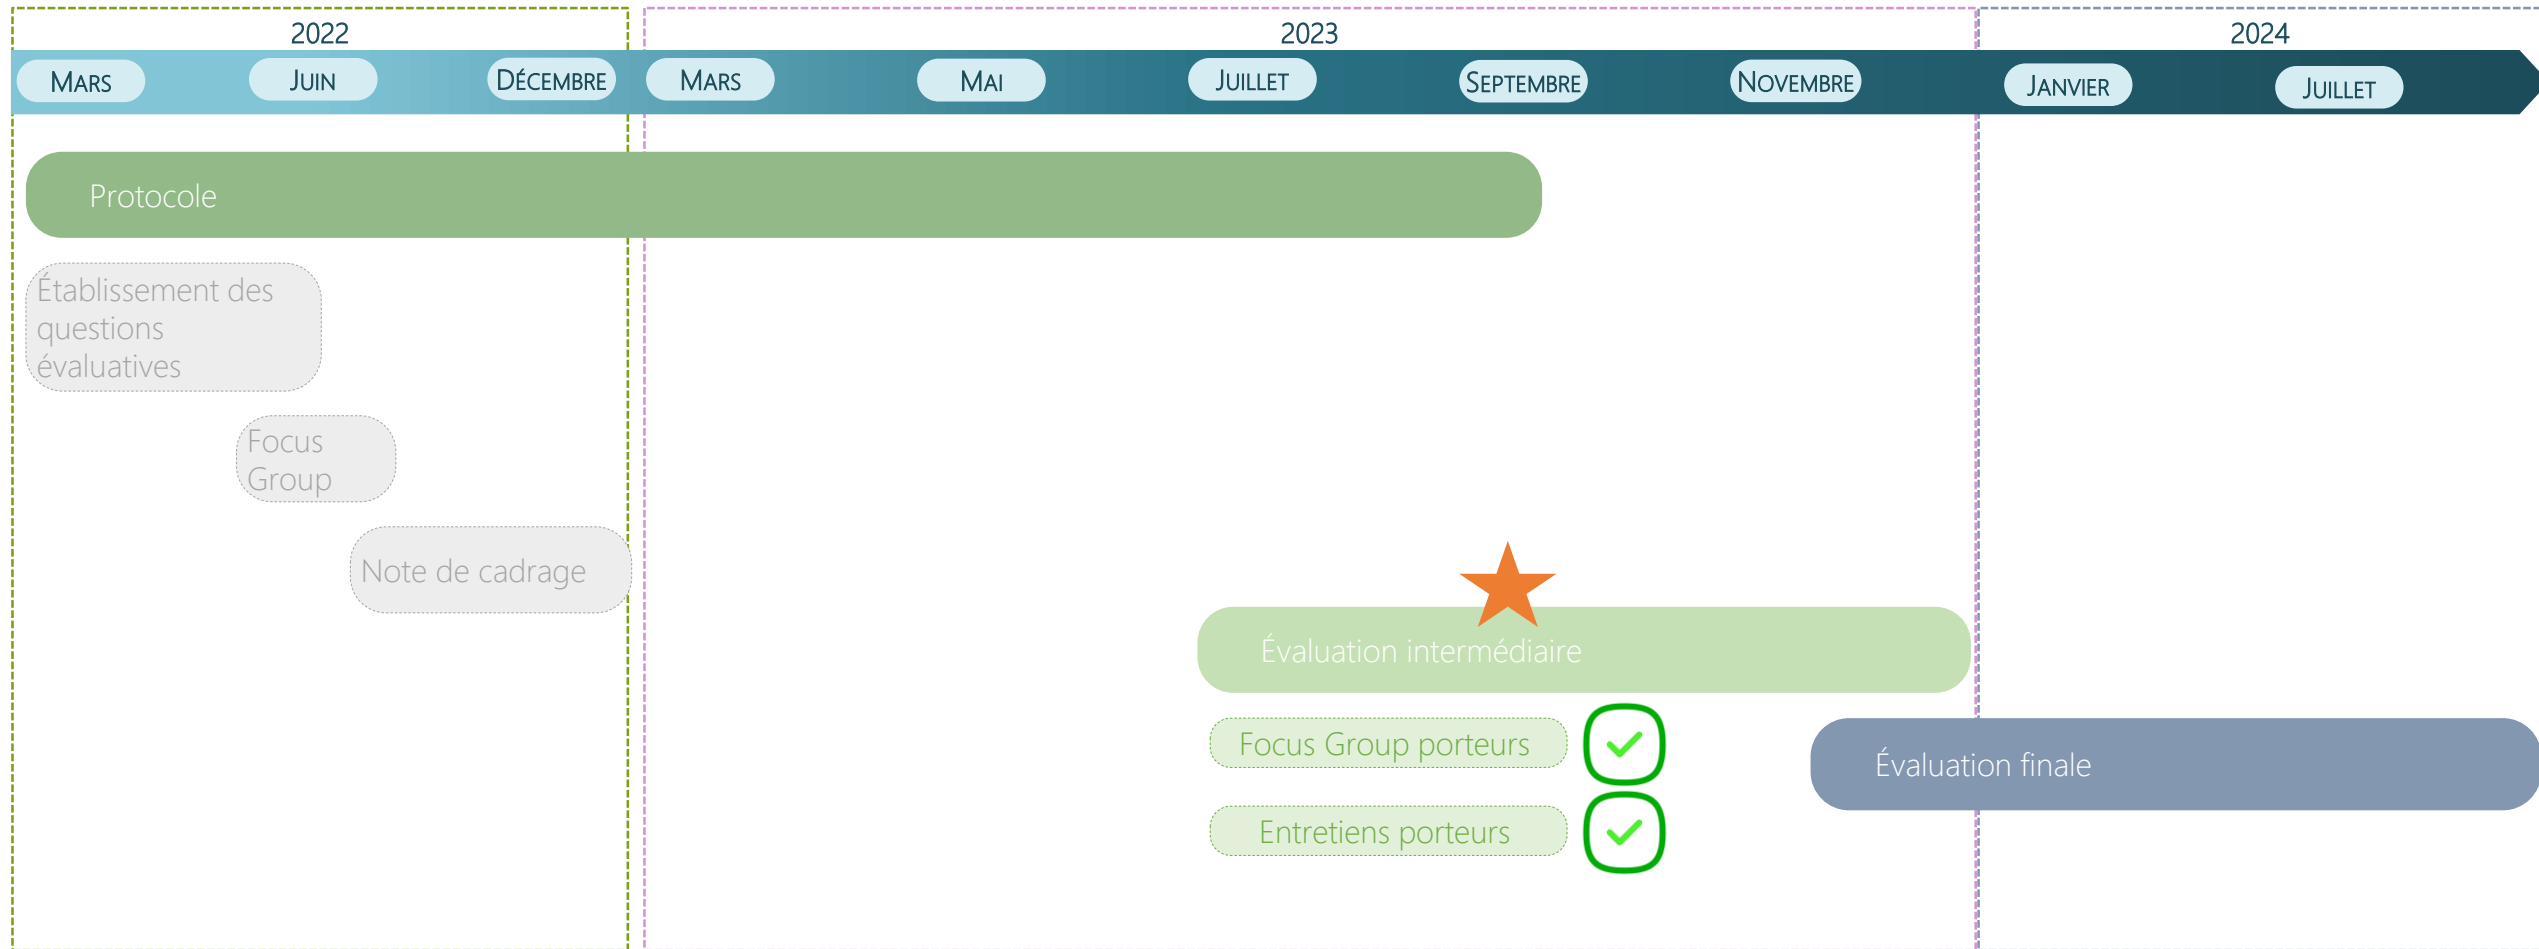 2022
2023
2024
Mars
Juin
Décembre
Mars
Mai
Juillet
Septembre
Novembre
Janvier
Juillet
Protocole
Établissement des
questions
évaluatives
Focus
Group
Note de cadrage
Évaluation intermédiaire
Focus Group porteurs
Évaluation finale
Entretiens porteurs